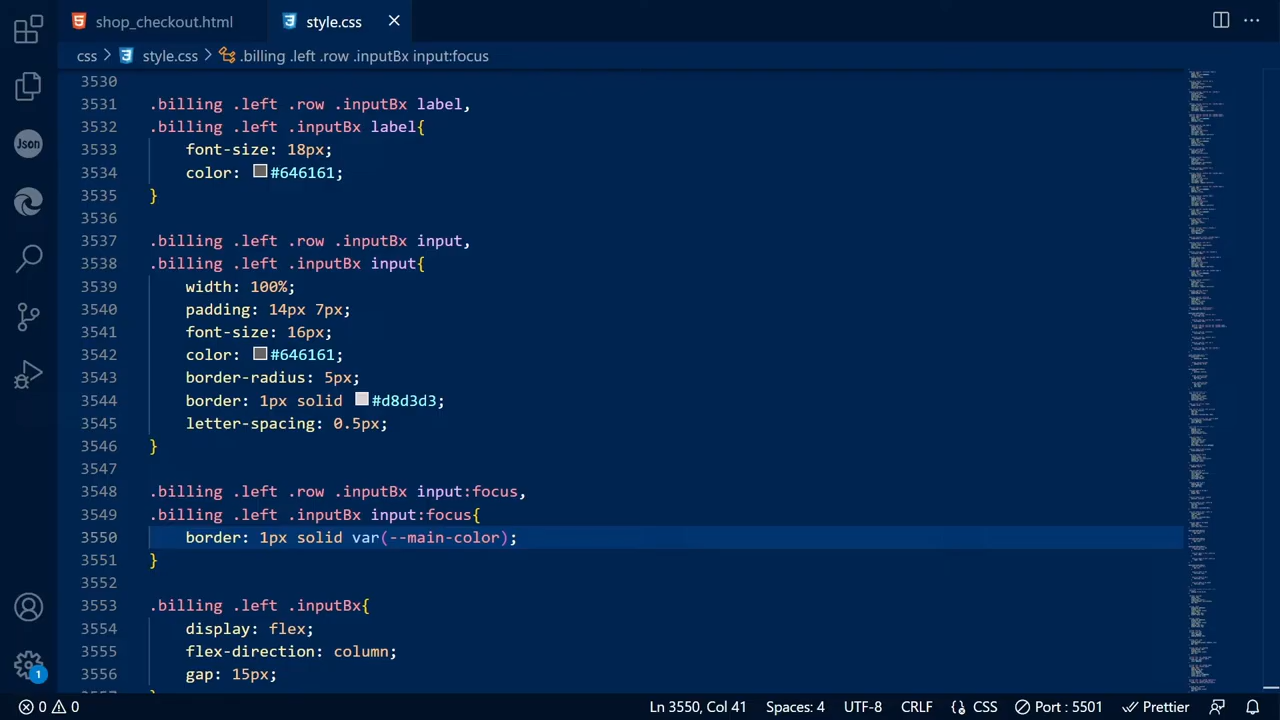 shop_checkout.html
style.css
css > style.css > .billing .left .row .inputBx input:focus
3530
3531 .billing .left .row .inputBx label,
3532 .billing .left .inputBx label{
3533 font-size: 18px;
3534 color: #646161;
3535 }
3536
3537 .billing .left .row .inputBx input,
3538 .billing .left .inputBx input{
3539 width: 100%;
3540 padding: 14px 7px;
3541 font-size: 16px;
3542 color: #646161;
3543 border-radius: 5px;
3544 border: 1px solid #d8d3d3;
3545 letter-spacing: 0.5px;
3546 }
3547
3548 .billing .left .row .inputBx input:focus,
3549 .billing .left .inputBx input:focus{
3550 border: 1px solid var(--main-color);
3551 }
3552
3553 .billing .left .inputBx{
3554 display: flex;
3555 flex-direction: column;
3556 gap: 15px;
Json
1
0 0 Ln 3550, Col 41 Spaces: 4 UTF-8 CRLF CSS Port : 5501 Prettier